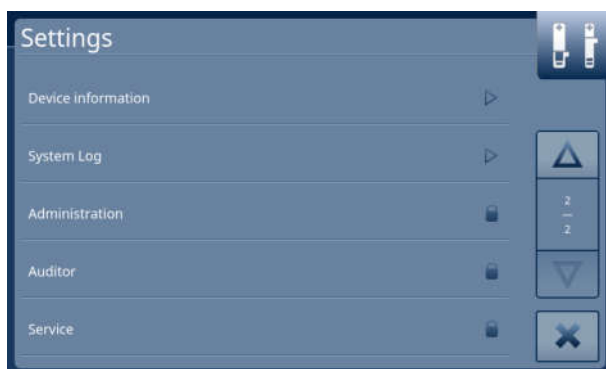 Settings
Device information
System Log
Administration
Auditor
Service
2
2